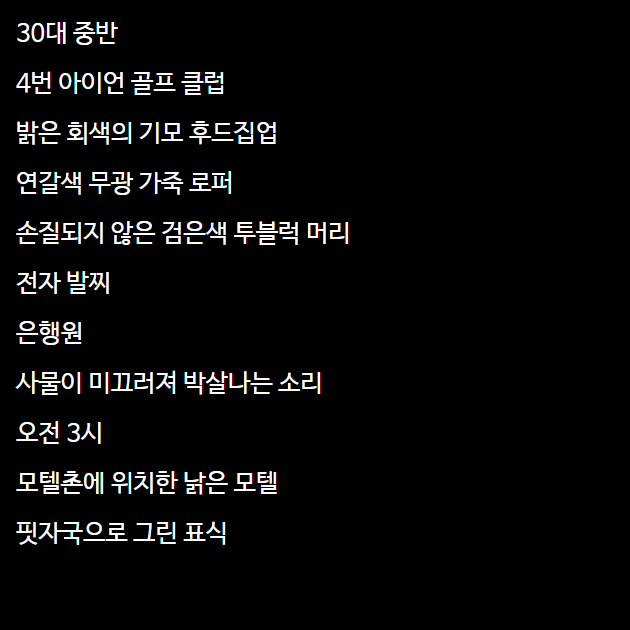 30대 중반
4번 아이언 골프 클럽
밝은 회색의 기모 후드집업
연갈색 무광 가죽 로퍼
손질되지 않은 검은색 투블럭 머리
전자 발찌
은행원
사물이 미끄러져 박살나는 소리
오전 3시
모텔촌에 위치한 낡은 모텔
핏자국으로 그린 표식